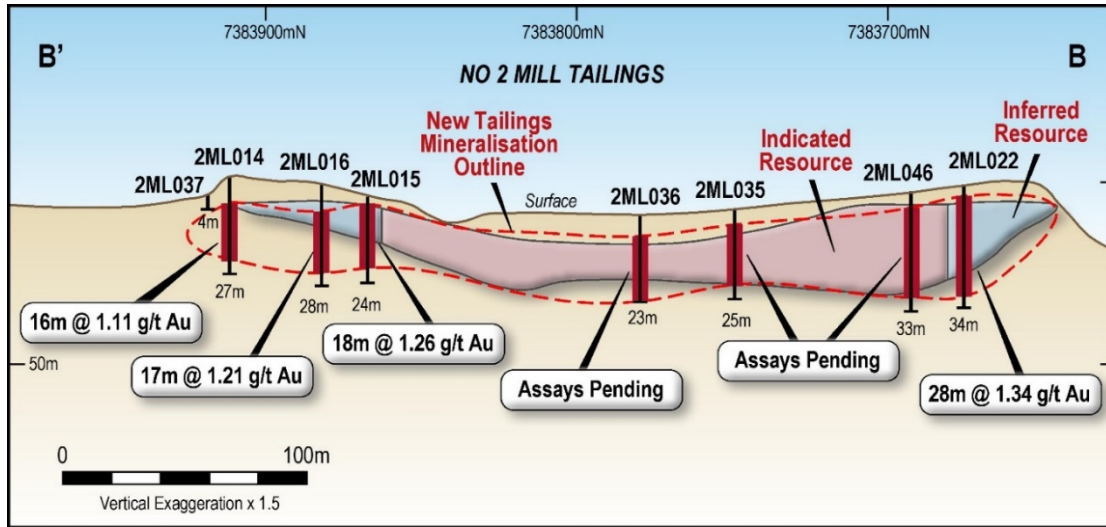 7383900mN
7383800mN
7383700mN
B’
B
NO 2 MILL TAILINGS
New Tailings
Mineralisation
Outline
Indicated
Resource
Inferred
Resource
2ML014
2ML016
2ML037
2ML015
2ML036
2ML035
2ML046
2ML022
Surface
4m
27m
28m
24m
23m
25m
33m
34m
16m @ 1.11 g/t Au
17m @ 1.21 g/t Au
18m @ 1.26 g/t Au
Assays Pending
Assays Pending
28m @ 1.34 g/t Au
50m
0
100m
Vertical Exaggeration x 1.5